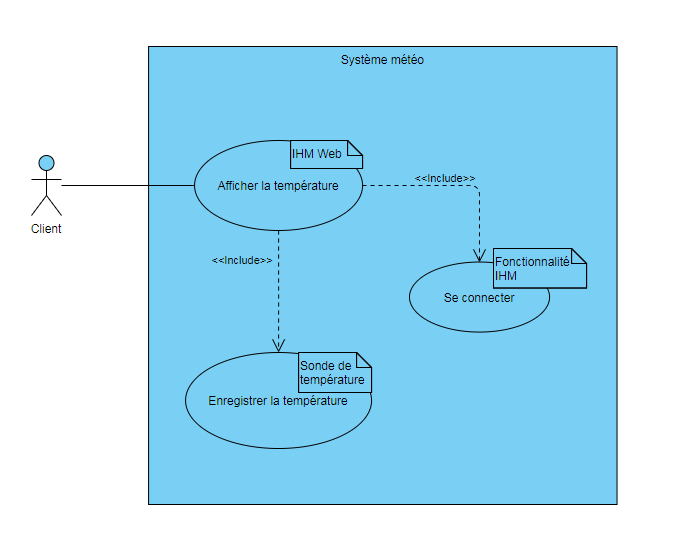 Système météo
IHM Web
Afficher la température
<<Include>>
Client
<<Include>>
Fonctionnalité
IHM
Se connecter
Sonde de
température
Enregistrer la température